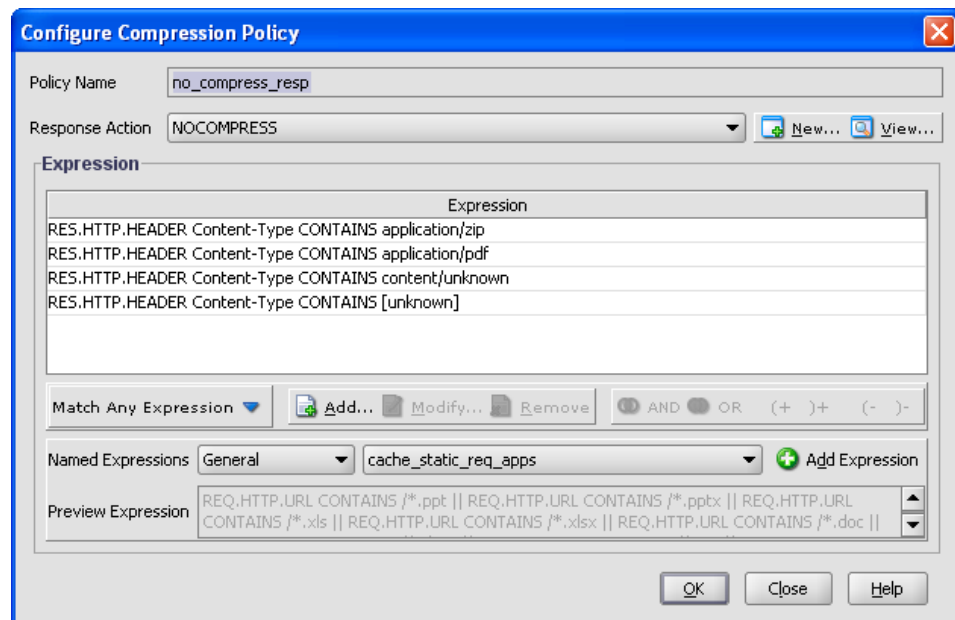 Configure Compression Policy
Policy Name no_compress_resp
Response Action NOCOMPRESS New... View...
Expression
Expression
RES.HTTP.HEADER Content-Type CONTAINS application/zip
RES.HTTP.HEADER Content-Type CONTAINS application/pdf
RES.HTTP.HEADER Content-Type CONTAINS content/unknown
RES.HTTP.HEADER Content-Type CONTAINS [unknown]
Match Any Expression Add... Modify... Remove AND OR (+ )+ (- )-
Named Expressions General cache_static_req_apps Add Expression
Preview Expression REQ.HTTP.URL CONTAINS /*.ppt || REQ.HTTP.URL CONTAINS /*.pptx || REQ.HTTP.URL
CONTAINS /*.xls || REQ.HTTP.URL CONTAINS /*.xlsx || REQ.HTTP.URL CONTAINS /*.doc ||
OK Close Help